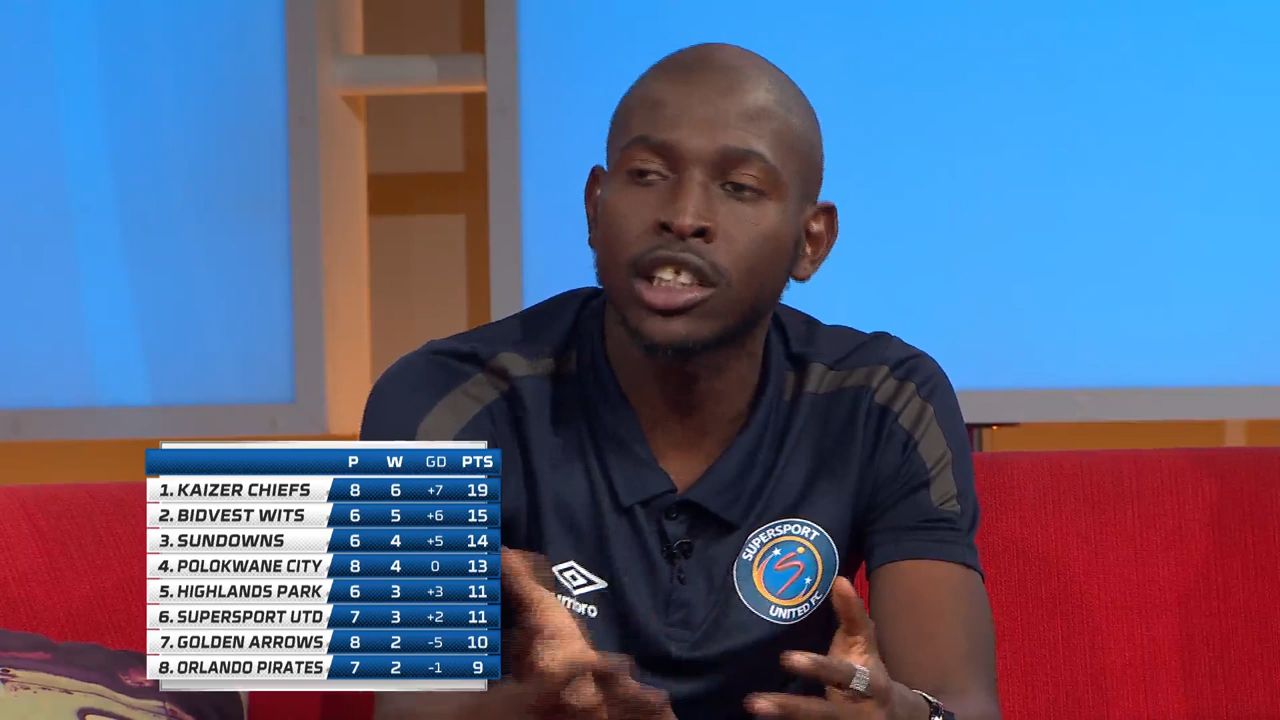 P W GD PTS
1. KAIZER CHIEFS 8 6 +7 19
2. BIDVEST WITS 6 5 +6 15
3. SUNDOWNS 6 4 +5 14
4. POLOKWANE CITY 8 4 0 13
5. HIGHLANDS PARK 6 3 +3 11
6. SUPERSPORT UTD 7 3 +2 11
7. GOLDEN ARROWS 8 2 -5 10
8. ORLANDO PIRATES 7 2 -1 9
umbro
SUPERSPORT
UNITED FC